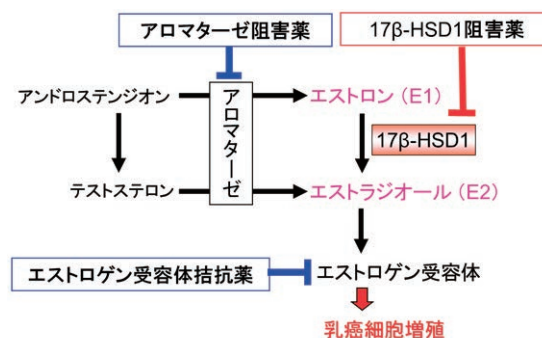 アロマターゼ阻害薬
17β-HSD1阻害薬
アンドロステンジオン
アロマターゼ
エストロン（E1）
17β-HSD1
テストステロン
エストラジオール（E2）
エストロゲン受容体拮抗薬
エストロゲン受容体
乳癌細胞増殖